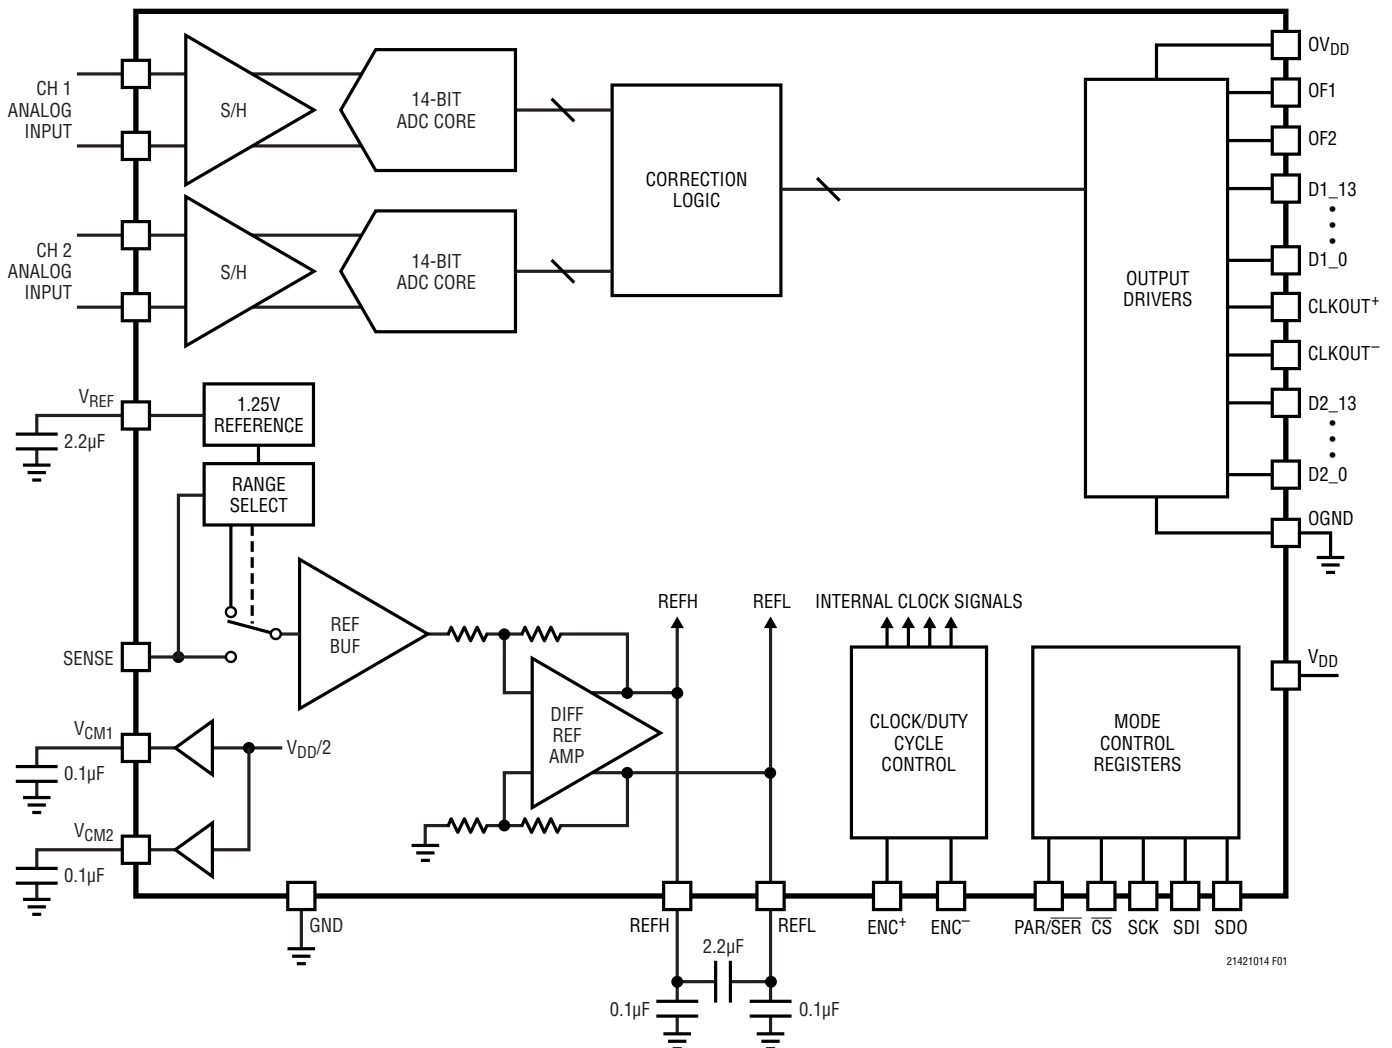 CH 1
ANALOG
INPUT
S/H
14-BIT
ADC CORE
CORRECTION
LOGIC
CH 2
ANALOG
INPUT
S/H
14-BIT
ADC CORE
OUTPUT
DRIVERS
OVDD
OF1
OF2
D1_13
D1_0
CLKOUT+
CLKOUT–
D2_13
D2_0
OGND
VREF
2.2µF
1.25V
REFERENCE
RANGE
SELECT
SENSE
REF
BUF
DIFF
REF
AMP
REFH
REFL
INTERNAL CLOCK SIGNALS
CLOCK/DUTY
CYCLE
CONTROL
MODE
CONTROL
REGISTERS
VDD
VCM1
0.1µF
VDD/2
VCM2
0.1µF
GND
REFH
REFL
ENC+
ENC–
PAR/S̅E̅R̅
C̅S̅
SCK
SDI
SDO
2.2µF
0.1µF
0.1µF
21421014 F01